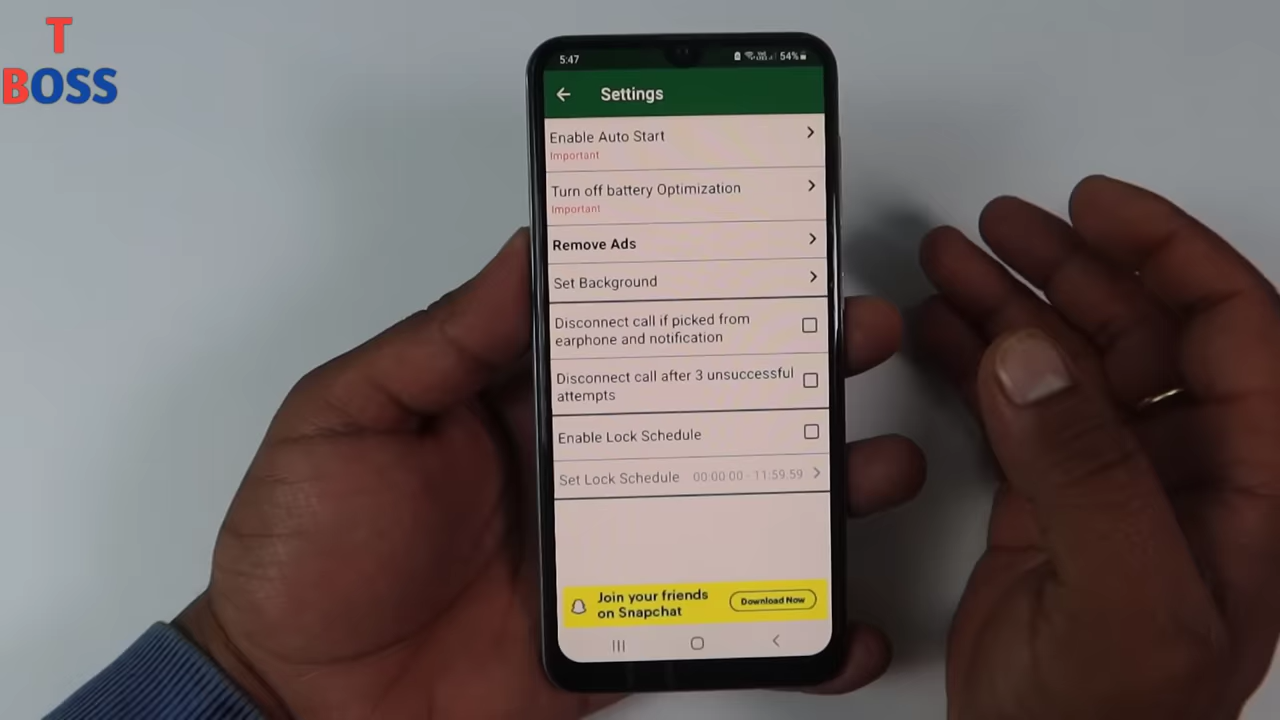 T
BOSS
5:47
54%
Settings
Enable Auto Start
Important
Turn off battery Optimization
Important
Remove Ads
Set Background
Disconnect call if picked from
earphone and notification
Disconnect call after 3 unsuccessful
attempts
Enable Lock Schedule
Set Lock Schedule 00:00:00 - 11:59:59
Join your friends
on Snapchat
Download Now